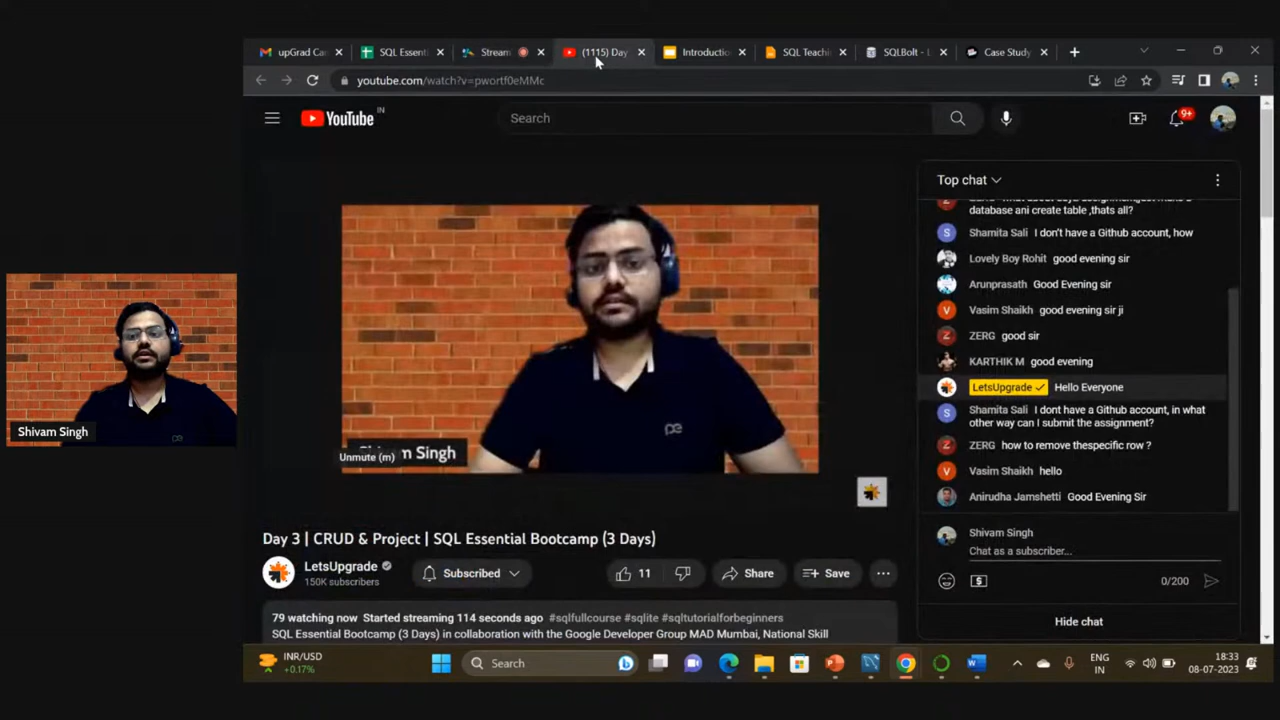 upGrad Ca
SQL Essent
Stream
(1115) Day
Introductio
SQL Teachi
SQLBolt - L
Case Study
youtube.com/watch?v=pwortf0eMMc
YouTube IN
Search
9+
Top chat
database ani create table ,thats all?
Shamita Sali I don't have a Github account, how
Lovely Boy Rohit good evening sir
Arunprasath Good Evening sir
Vasim Shaikh good evening sir ji
ZERG good sir
KARTHIK M good evening
LetsUpgrade Hello Everyone
Shamita Sali I dont have a Github account, in what
other way can I submit the assignment?
ZERG how to remove thespecific row ?
Vasim Shaikh hello
Anirudha Jamshetti Good Evening Sir
Shivam Singh
Chat as a subscriber...
0/200
Hide chat
Shivam Singh
Unmute (m)
m Singh
pe
Day 3 | CRUD & Project | SQL Essential Bootcamp (3 Days)
LetsUpgrade
150K subscribers
Subscribed
11
Share
Save
79 watching now Started streaming 114 seconds ago #sqlfullcourse #sqlite #sqltutorialforbeginners
SQL Essential Bootcamp (3 Days) in collaboration with the Google Developer Group MAD Mumbai, National Skill
INR/USD
+0.17%
Search
ENG
IN
18:33
08-07-2023